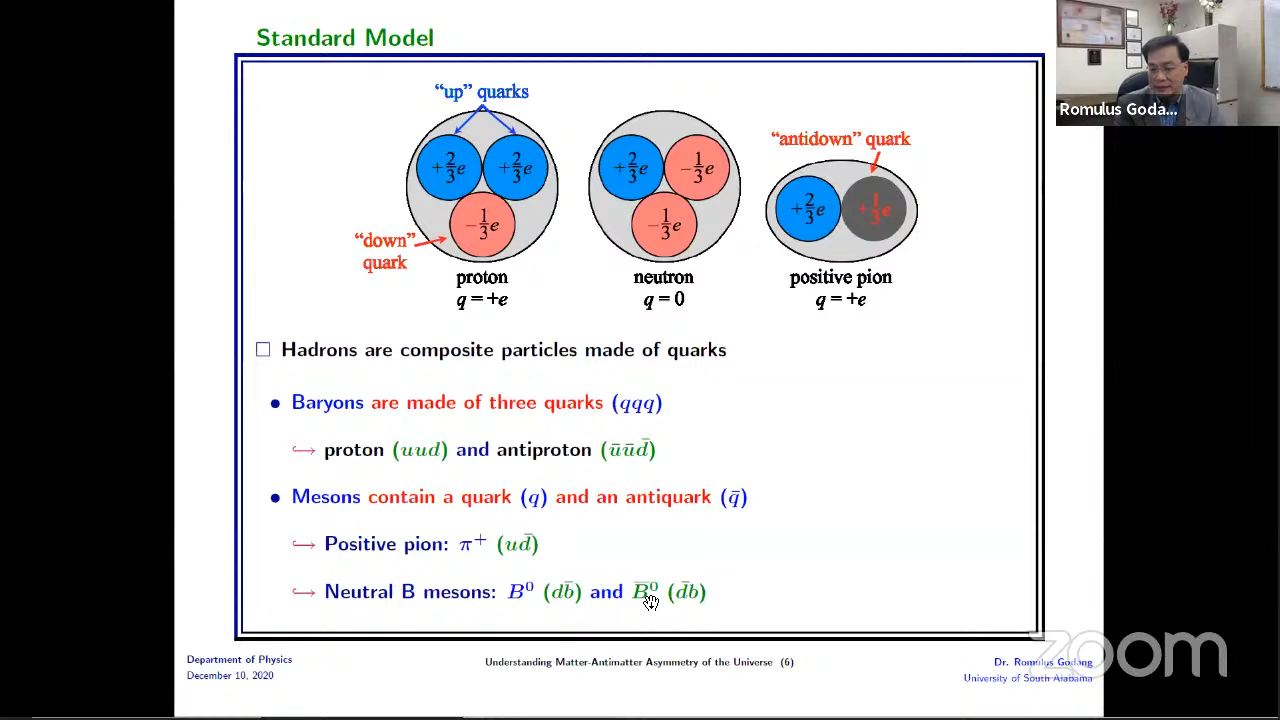 Standard Model
Romulus Goda...
"up" quarks
"antidown" quark
+2/3e
+2/3e
-1/3e
"down"
quark
proton
q = +e
+2/3e
-1/3e
-1/3e
neutron
q = 0
+2/3e
+1/3e
positive pion
q = +e
Hadrons are composite particles made of quarks
• Baryons are made of three quarks (qqq)
↪ proton (uud) and antiproton (ūūd̄)
• Mesons contain a quark (q) and an antiquark (q̄)
↪ Positive pion: π⁺ (ud̄)
↪ Neutral B mesons: B⁰ (db̄) and B̅⁰ (d̄b)
Department of Physics
December 10, 2020
Understanding Matter-Antimatter Asymmetry of the Universe (6)
Dr. Romulus Godang
University of South Alabama
zoom